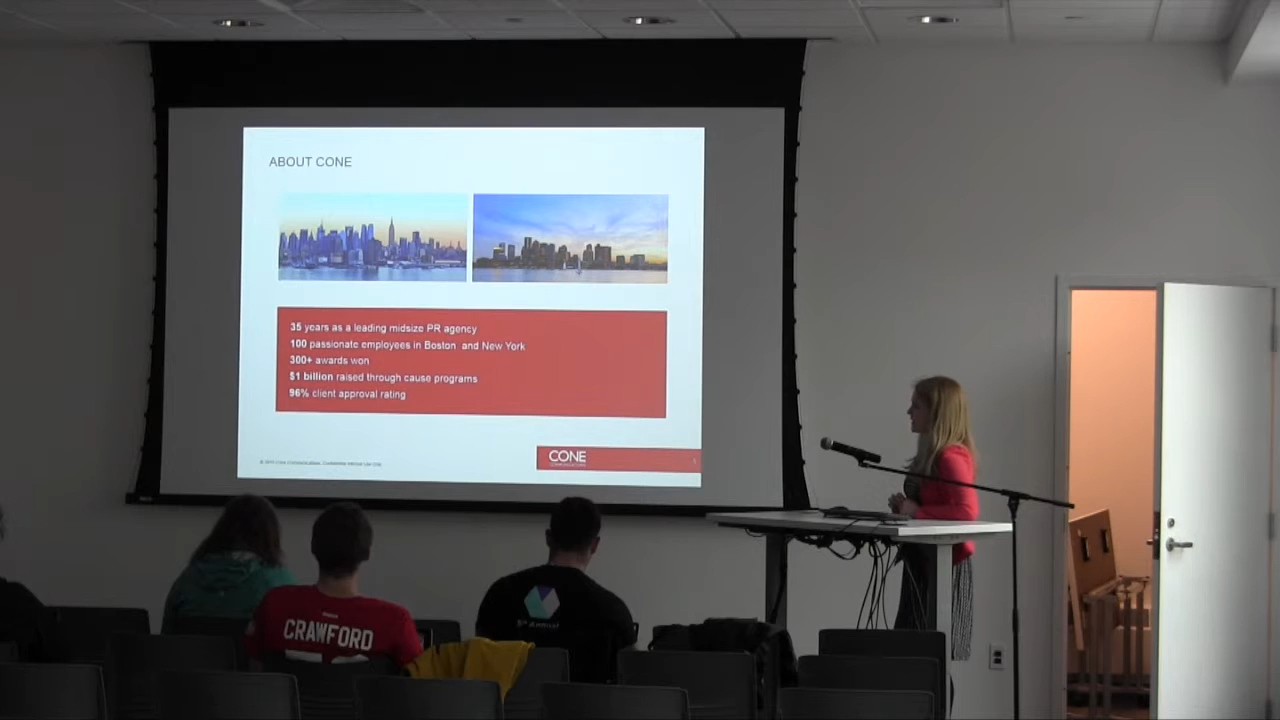 ABOUT CONE
35 years as a leading midsize PR agency
100 passionate employees in Boston and New York
300+ awards won
$1 billion raised through cause programs
96% client approval rating
CONE
CRAWFORD